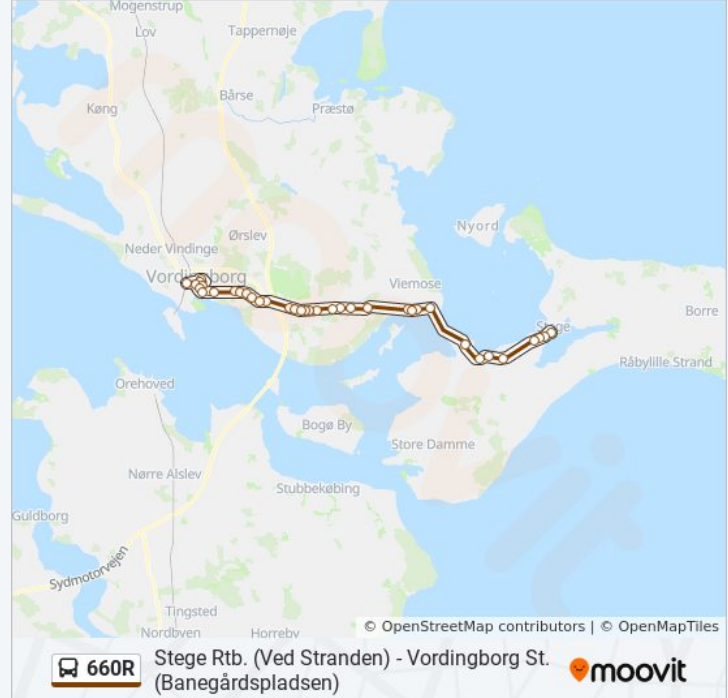 Mogenstrup
Lov
Tappernøje
Bårse
Køng
Præstø
Nyord
Ørslev
Neder Vindinge
Vordingborg
Viemose
Borre
Stege
Råbylille Strand
Orehoved
Bogø By
Store Damme
Nørre Alslev
Stubbekøbing
Guldborg
Sydmotorvejen
Tingsted
Nordbyen
Horreby
© OpenStreetMap contributors | © OpenMapTiles
660R
Stege Rtb. (Ved Stranden) - Vordingborg St.
(Banegårdspladsen)
moovit